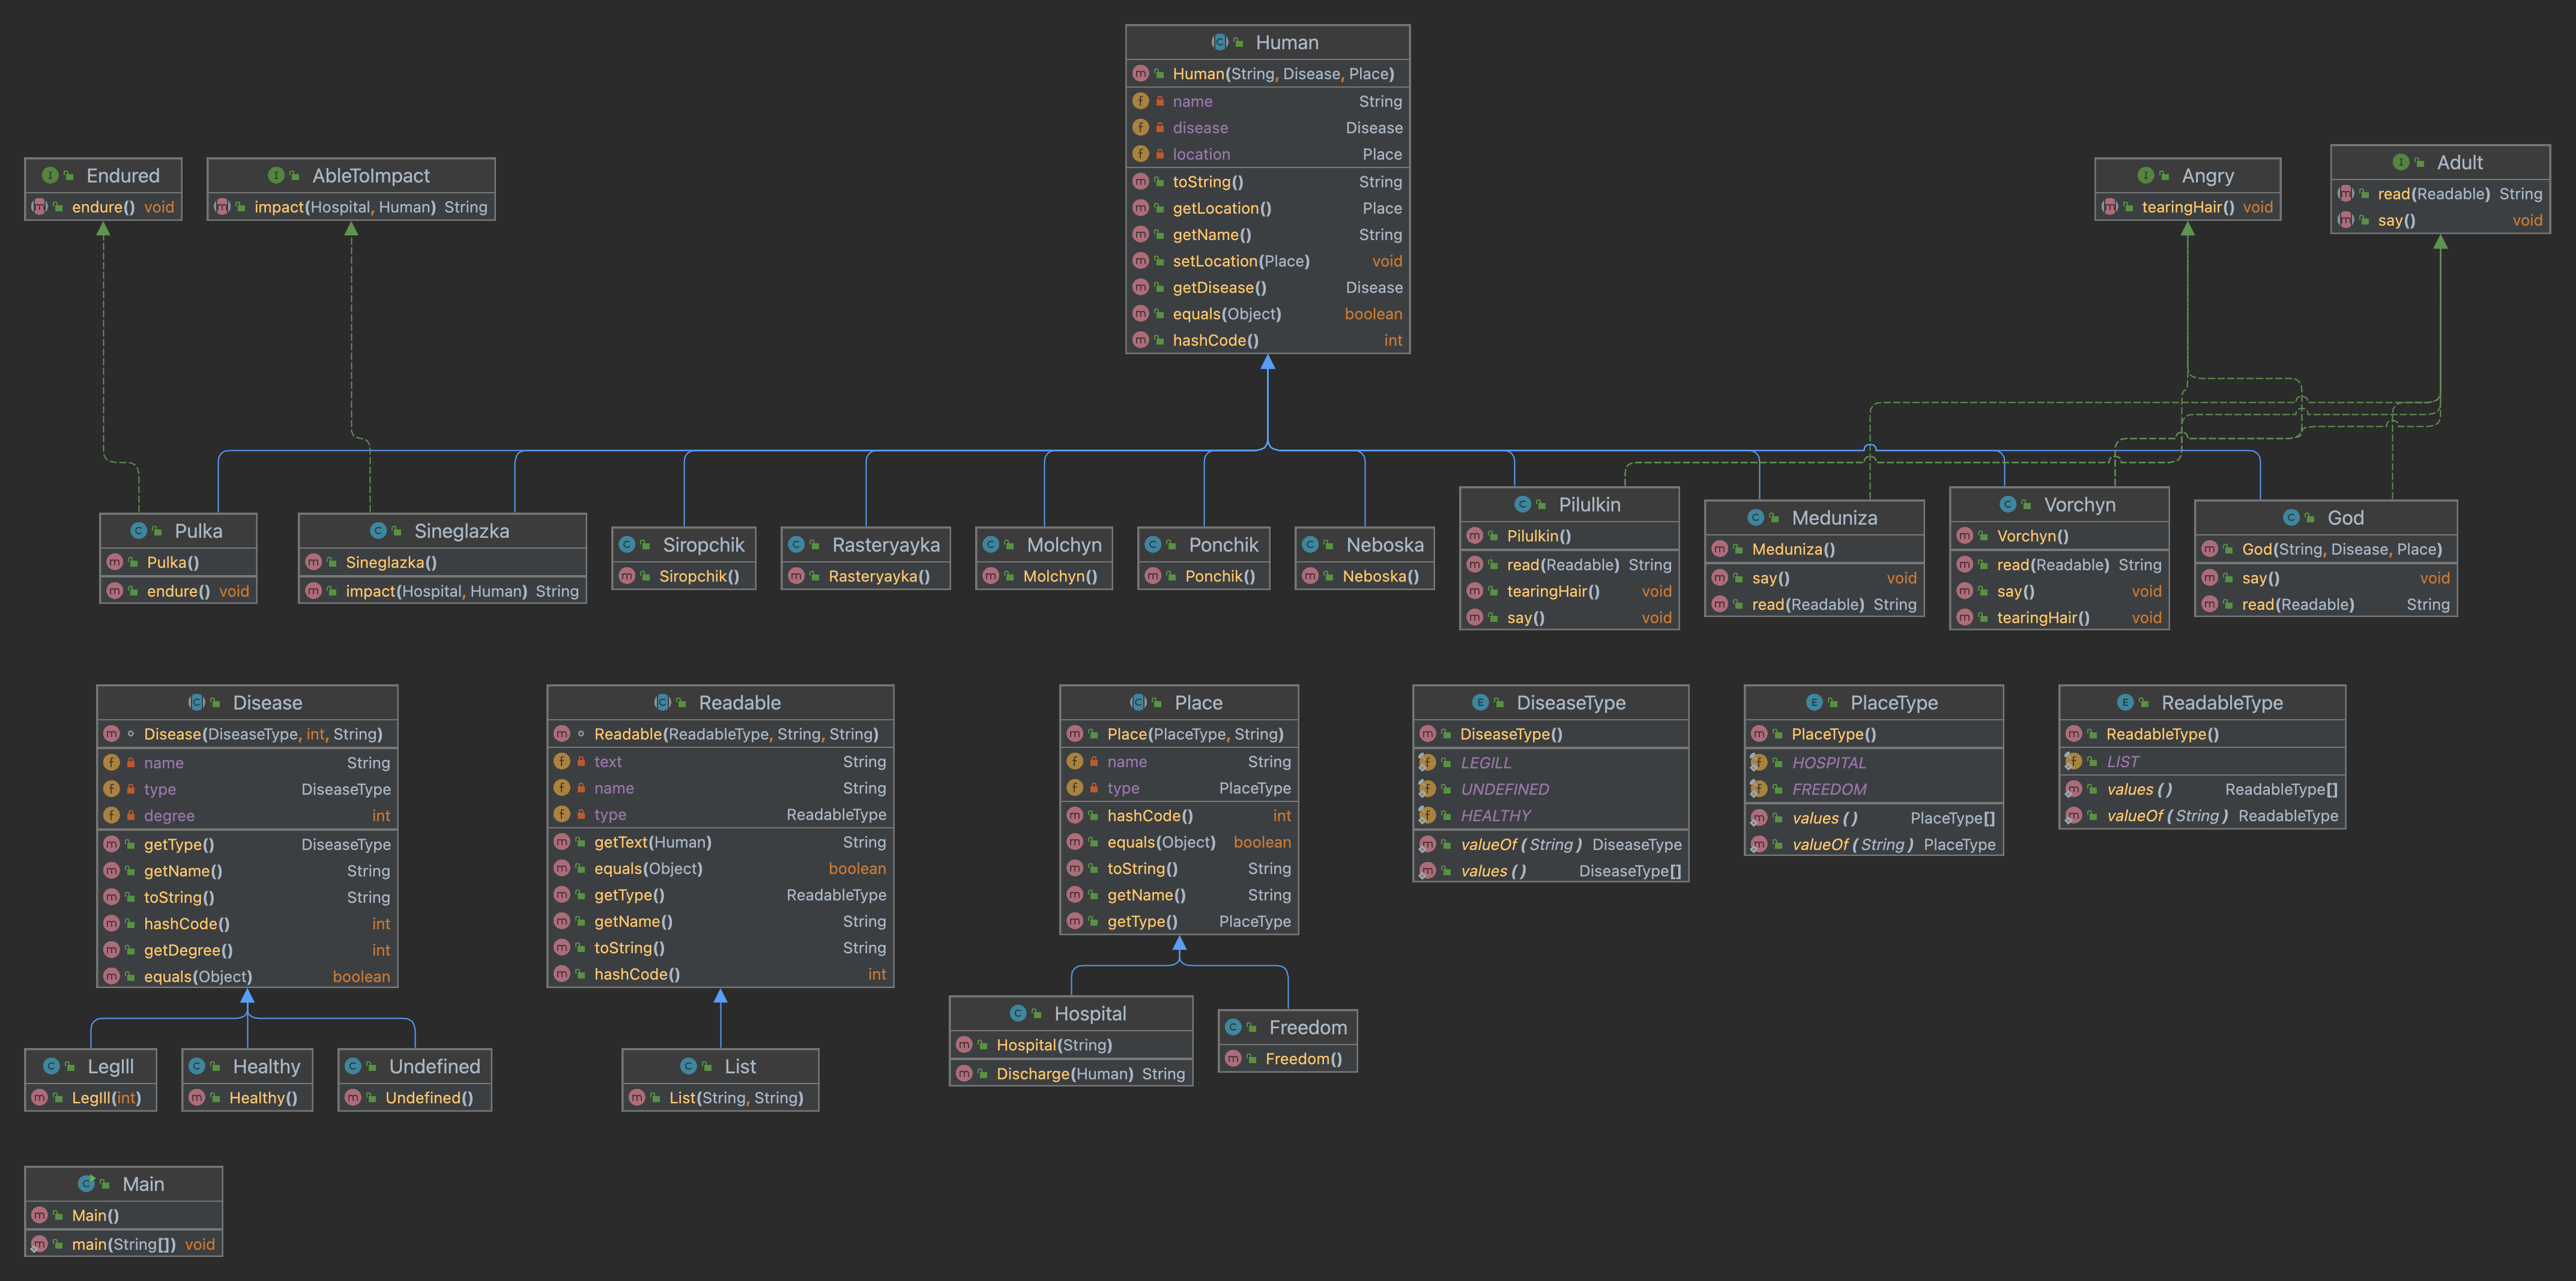 Human
Human(String, Disease, Place)
name String
disease Disease
location Place
toString() String
getLocation() Place
getName() String
setLocation(Place) void
getDisease() Disease
equals(Object) boolean
hashCode() int
Endured
endure() void
AbleToImpact
impact(Hospital, Human) String
Angry
tearingHair() void
Adult
read(Readable) String
say() void
Pulka
Pulka()
endure() void
Sineglazka
Sineglazka()
impact(Hospital, Human) String
Siropchik
Siropchik()
Rasteryayka
Rasteryayka()
Molchyn
Molchyn()
Ponchik
Ponchik()
Neboska
Neboska()
Pilulkin
Pilulkin()
read(Readable) String
tearingHair() void
say() void
Meduniza
Meduniza()
say() void
read(Readable) String
Vorchyn
Vorchyn()
read(Readable) String
say() void
tearingHair() void
God
God(String, Disease, Place)
say() void
read(Readable) String
Disease
Disease(DiseaseType, int, String)
name String
type DiseaseType
degree int
getType() DiseaseType
getName() String
toString() String
hashCode() int
getDegree() int
equals(Object) boolean
Readable
Readable(ReadableType, String, String)
text String
name String
type ReadableType
getText(Human) String
equals(Object) boolean
getType() ReadableType
getName() String
toString() String
hashCode() int
Place
Place(PlaceType, String)
name String
type PlaceType
hashCode() int
equals(Object) boolean
toString() String
getName() String
getType() PlaceType
DiseaseType
DiseaseType()
LEGILL
UNDEFINED
HEALTHY
valueOf(String) DiseaseType
values() DiseaseType[]
PlaceType
PlaceType()
HOSPITAL
FREEDOM
values() PlaceType[]
valueOf(String) PlaceType
ReadableType
ReadableType()
LIST
values() ReadableType[]
valueOf(String) ReadableType
LegIll
LegIll(int)
Healthy
Healthy()
Undefined
Undefined()
List
List(String, String)
Hospital
Hospital(String)
Discharge(Human) String
Freedom
Freedom()
Main
Main()
main(String[]) void